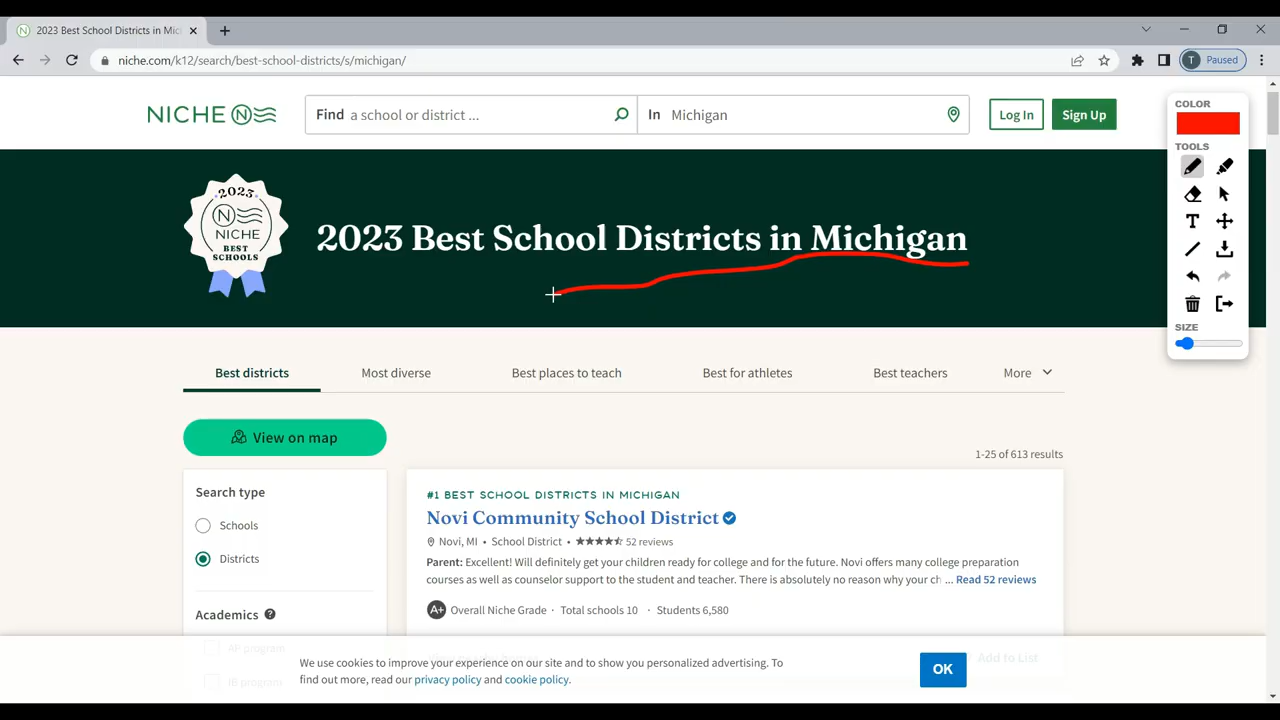 2023 Best School Districts in Mic
niche.com/k12/search/best-school-districts/s/michigan/
T Paused
NICHE N
Find a school or district ...
In Michigan
Log In
Sign Up
COLOR
TOOLS
T
SIZE
2023
N
NICHE
BEST
SCHOOLS
2023 Best School Districts in Michigan
Best districts
Most diverse
Best places to teach
Best for athletes
Best teachers
More
View on map
1-25 of 613 results
Search type
Schools
Districts
Academics ?
AP program
IB program
#1 BEST SCHOOL DISTRICTS IN MICHIGAN
Novi Community School District
Novi, MI • School District • 52 reviews
Parent: Excellent! Will definitely get your children ready for college and for the future. Novi offers many college preparation
courses as well as counselor support to the student and teacher. There is absolutely no reason why your ch ... Read 52 reviews
A+ Overall Niche Grade · Total schools 10 · Students 6,580
Add to List
We use cookies to improve your experience on our site and to show you personalized advertising. To
find out more, read our privacy policy and cookie policy.
OK